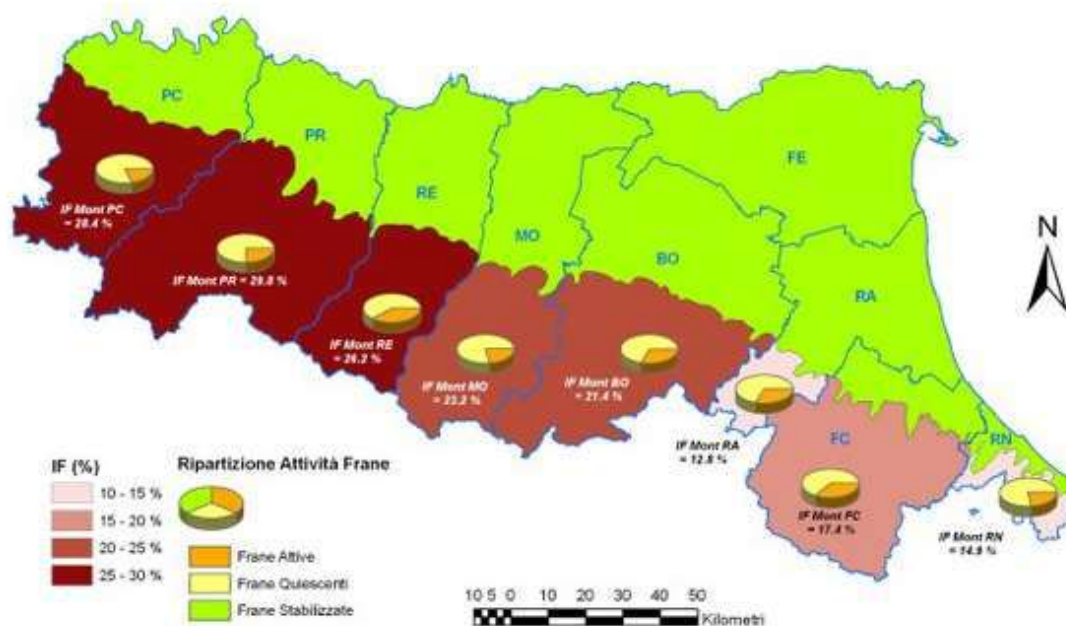 PC
PR
RE
MO
BO
FE
RA
FC
RN
N
IF Mont PC
= 28.4 %
IF Mont PR = 29.8 %
IF Mont RE
= 26.2 %
IF Mont MO
= 23.2 %
IF Mont BO
= 21.4 %
IF Mont RA
= 12.8 %
IF Mont FC
= 17.4 %
IF Mont RN
= 14.9 %
IF (%)
10 - 15 %
15 - 20 %
20 - 25 %
25 - 30 %
Ripartizione Attività Frane
Frane Attive
Frane Quiescenti
Frane Stabilizzate
10 5 0 10 20 30 40 50
Kilometri